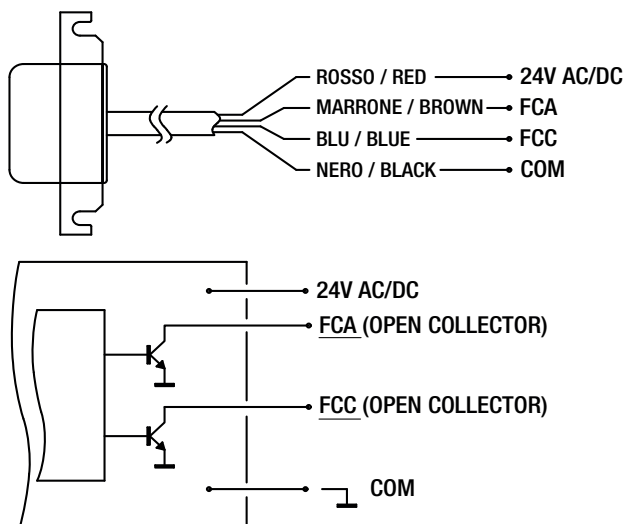 ROSSO / RED 24V AC/DC
MARRONE / BROWN FCA
BLU / BLUE FCC
NERO / BLACK COM
24V AC/DC
FCA (OPEN COLLECTOR)
FCC (OPEN COLLECTOR)
COM